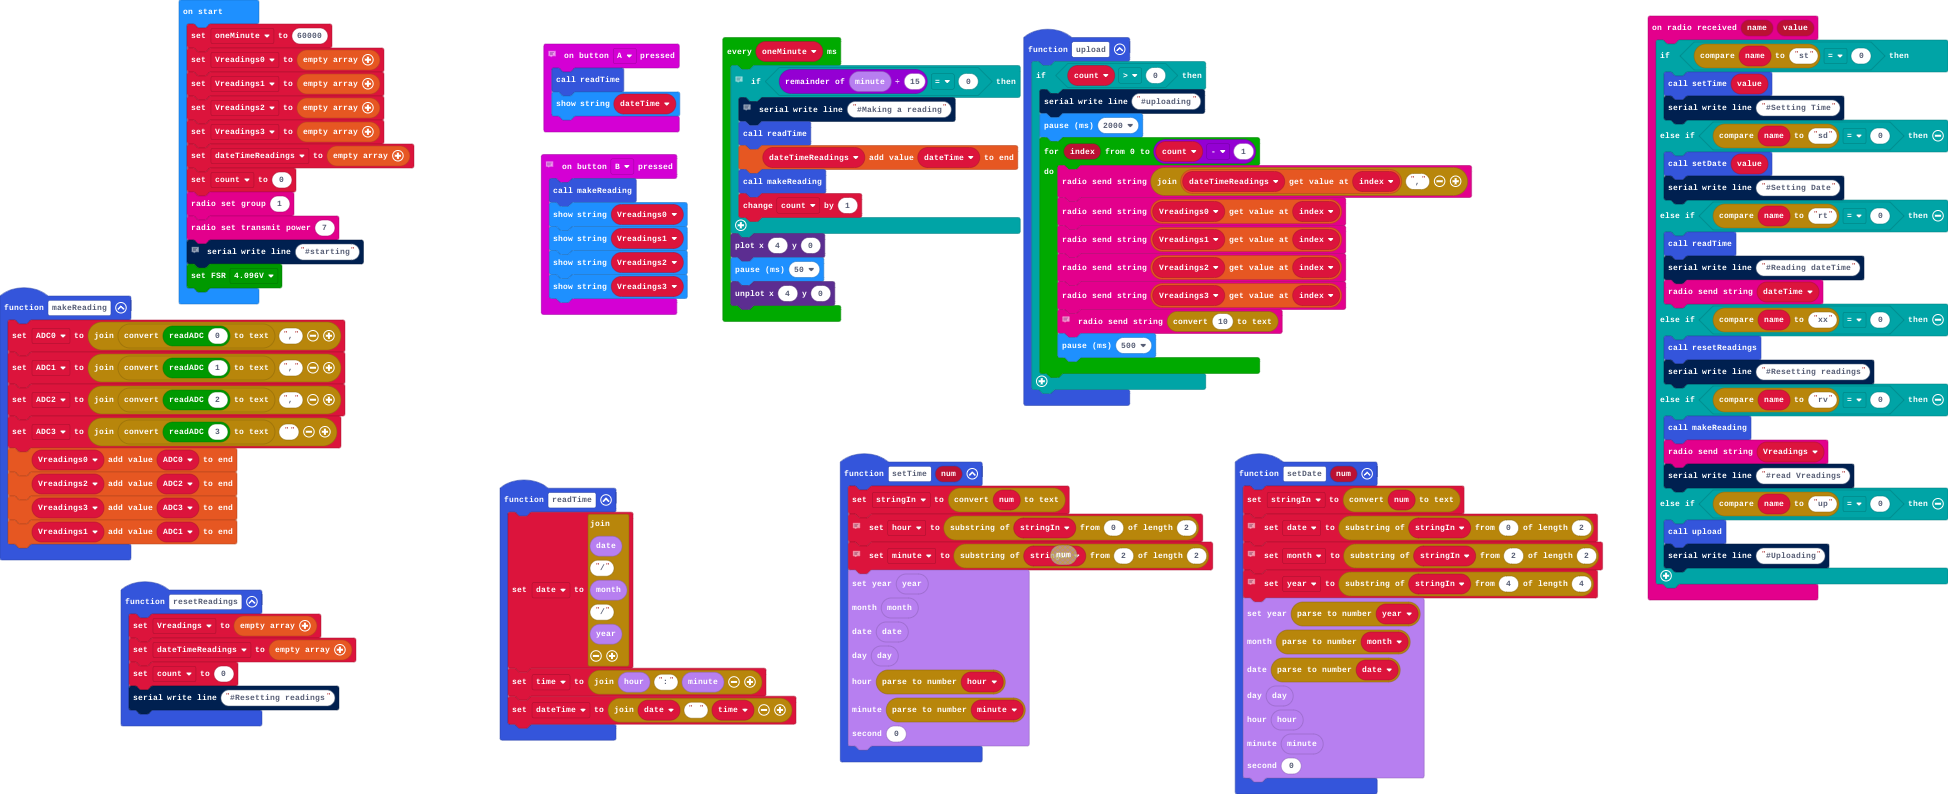 on start
set oneMinute to 60000
set Vreadings0 to empty array
set Vreadings1 to empty array
set Vreadings2 to empty array
set Vreadings3 to empty array
set dateTimeReadings to empty array
set count to 0
radio set group 1
radio set transmit power 7
serial write line "#starting"
set FSR 4.096V
function makeReading
set ADC0 to join convert readADC 0 to text ","
set ADC1 to join convert readADC 1 to text ","
set ADC2 to join convert readADC 2 to text ","
set ADC3 to join convert readADC 3 to text ""
Vreadings0 add value ADC0 to end
Vreadings2 add value ADC2 to end
Vreadings3 add value ADC3 to end
Vreadings1 add value ADC1 to end
function resetReadings
set Vreadings to empty array
set dateTimeReadings to empty array
set count to 0
serial write line "#Resetting readings"
on button A pressed
call readTime
show string dateTime
on button B pressed
call makeReading
show string Vreadings0
show string Vreadings1
show string Vreadings2
show string Vreadings3
every oneMinute ms
if remainder of minute ÷ 15 = 0 then
serial write line "#Making a reading"
call readTime
dateTimeReadings add value dateTime to end
call makeReading
change count by 1
plot x 4 y 0
pause (ms) 50
unplot x 4 y 0
function readTime
set date to join date "/" month "/" year
set time to join hour ":" minute
set dateTime to join date " " time
function upload
if count > 0 then
serial write line "#uploading"
pause (ms) 2000
for index from 0 to count - 1
do
radio send string join dateTimeReadings get value at index ","
radio send string Vreadings0 get value at index
radio send string Vreadings1 get value at index
radio send string Vreadings2 get value at index
radio send string Vreadings3 get value at index
radio send string convert 10 to text
pause (ms) 500
function setTime num
set stringIn to convert num to text
set hour to substring of stringIn from 0 of length 2
set minute to substring of stri num from 2 of length 2
set year year
month month
date date
day day
hour parse to number hour
minute parse to number minute
second 0
function setDate num
set stringIn to convert num to text
set date to substring of stringIn from 0 of length 2
set month to substring of stringIn from 2 of length 2
set year to substring of stringIn from 4 of length 4
set year parse to number year
month parse to number month
date parse to number date
day day
hour hour
minute minute
second 0
on radio received name value
if compare name to "st" = 0 then
call setTime value
serial write line "#Setting Time"
else if compare name to "sd" = 0 then
call setDate value
serial write line "#Setting Date"
else if compare name to "rt" = 0 then
call readTime
serial write line "#Reading dateTime"
radio send string dateTime
else if compare name to "xx" = 0 then
call resetReadings
serial write line "#Resetting readings"
else if compare name to "rv" = 0 then
call makeReading
radio send string Vreadings
serial write line "#read Vreadings"
else if compare name to "up" = 0 then
call upload
serial write line "#Uploading"